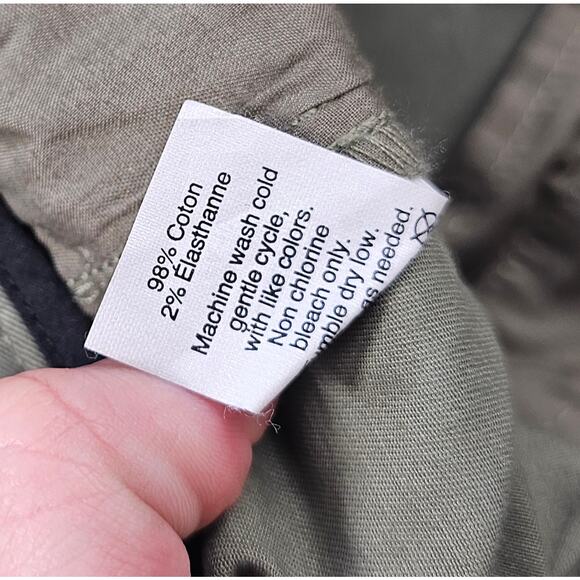 98% Coton
2% Élasthanne
Machine wash cold
gentle cycle,
with like colors.
Non chlorine
bleach only.
dry low.
needed.